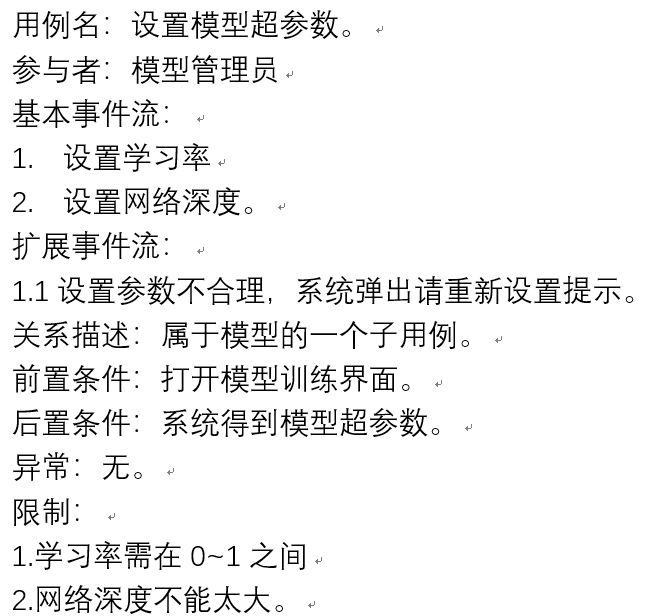 用例名：设置模型超参数。
参与者：模型管理员
基本事件流：
1. 设置学习率
2. 设置网络深度。
扩展事件流：
1.1 设置参数不合理，系统弹出请重新设置提示。
关系描述：属于模型的一个子用例。
前置条件：打开模型训练界面。
后置条件：系统得到模型超参数。
异常：无。
限制：
1.学习率需在 0~1 之间
2.网络深度不能太大。